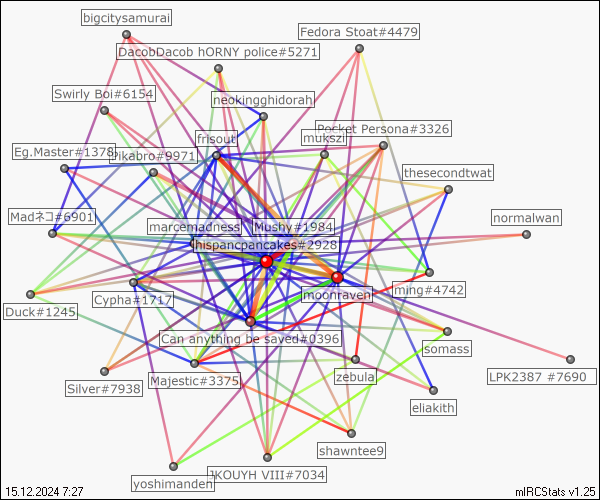 bigcitysamurai
Fedora Stoat#4479
DacobDacob hORNY police#5271
Swirly Boi#6154
neokingghidorah
Pocket Persona#3326
frisout
mukszi
Eg.Master#1378
Pikabro#9971
thesecondtwat
Madネコ#6901
marcemadness
Mushy#1984
normalwan
hispancpancakes#2928
ming#4742
moonraven
Cypha#1717
Duck#1245
Can anything be saved#0396
somass
Silver#7938
Majestic#3375
zebula
LPK2387 #7690
eliakith
shawntee9
yoshimanden
KOUYH VIII#7034
15.12.2024 7:27
mIRCStats v1.25